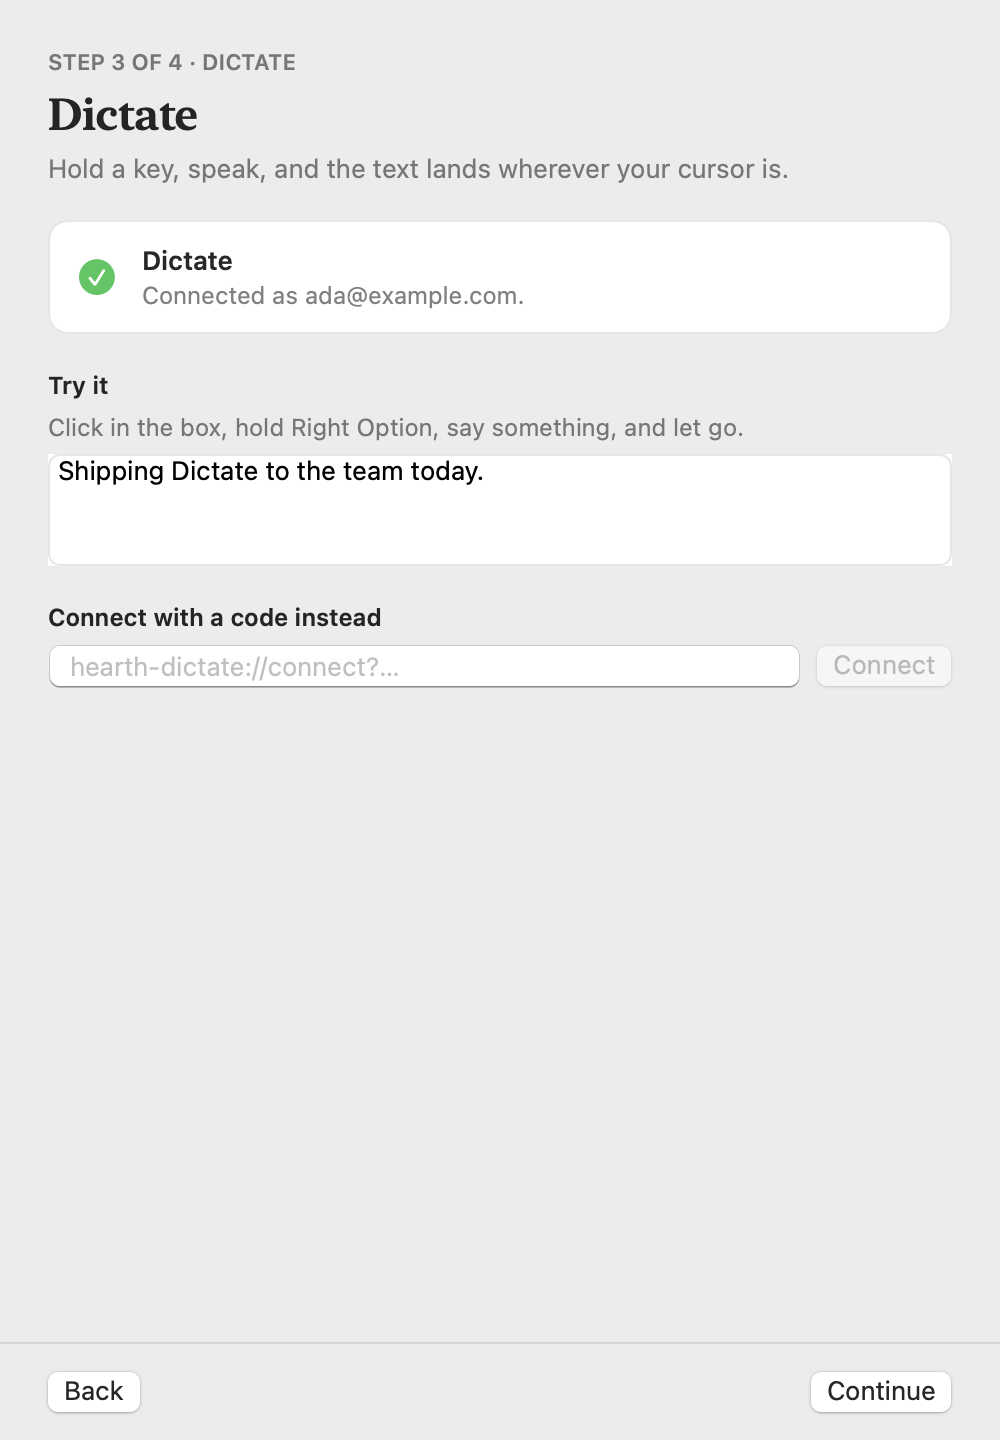 STEP 3 OF 4 · DICTATE
Dictate
Hold a key, speak, and the text lands wherever your cursor is.
Dictate
Connected as ada@example.com.
Try it
Click in the box, hold Right Option, say something, and let go.
Shipping Dictate to the team today.
Connect with a code instead
hearth-dictate://connect?...
Connect
Back
Continue